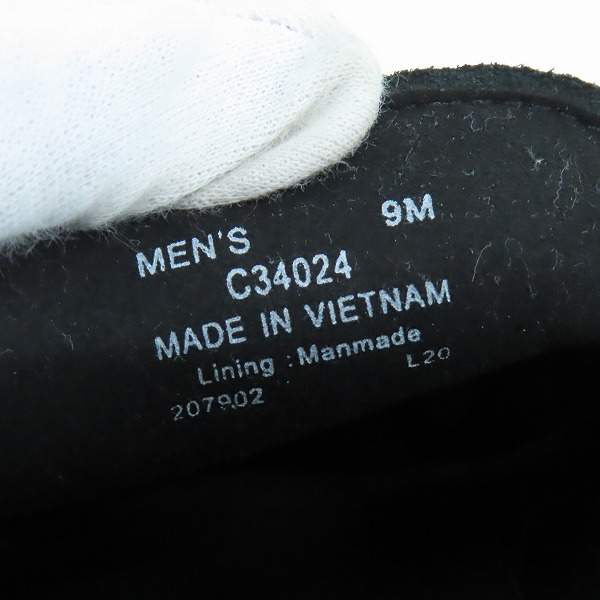 MEN'S 9M
C34024
MADE IN VIETNAM
Lining : Manmade
207902 L20